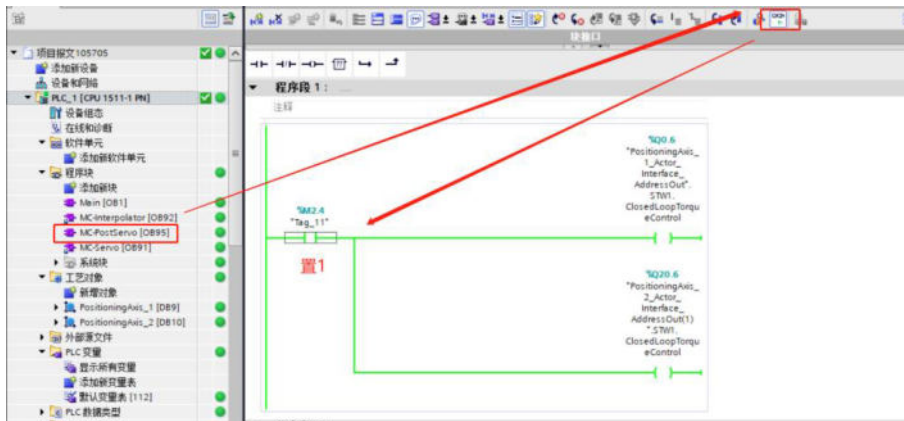 块接口
项目报文105705
添加新设备
设备和网络
PLC_1 [CPU 1511-1 PN]
设备组态
在线和诊断
软件单元
添加新软件单元
程序块
添加新块
Main [OB1]
MC-Interpolator [OB92]
MC-PostServo [OB95]
MC-Servo [OB91]
系统块
工艺对象
新增对象
PositioningAxis_1 [DB9]
PositioningAxis_2 [DB10]
外部源文件
PLC 变量
显示所有变量
添加新变量表
默认变量表 [112]
PLC 数据类型
程序段 1：
注释
%M2.4
"Tag_11"
置1
%Q0.6
"PositioningAxis_
1_Actor_
Interface_
AddressOut".
STW1.
ClosedLoopTorqu
eControl
%Q20.6
"PositioningAxis_
2_Actor_
Interface_
AddressOut(1)
".STW1.
ClosedLoopTorqu
eControl